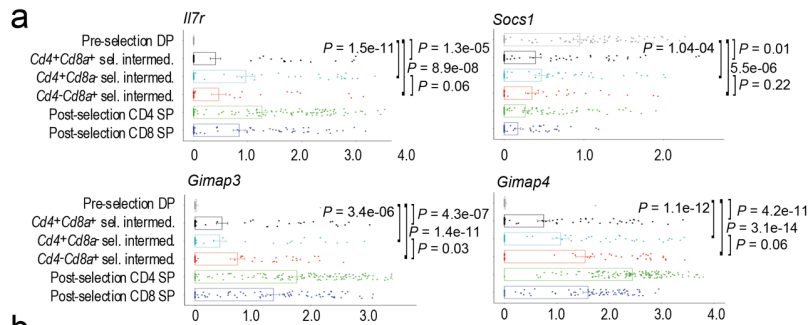 a
Il7r
Socs1
Pre-selection DP
Cd4+Cd8a+ sel. intermed.
Cd4+Cd8a- sel. intermed.
Cd4-Cd8a+ sel. intermed.
Post-selection CD4 SP
Post-selection CD8 SP
P = 1.5e-11
P = 1.3e-05
P = 8.9e-08
P = 0.06
0 1.0 2.0 3.0 4.0
P = 1.04-04
P = 0.01
5.5e-06
P = 0.22
0 1.0 2.0
Gimap3
Gimap4
Pre-selection DP
Cd4+Cd8a+ sel. intermed.
Cd4+Cd8a- sel. intermed.
Cd4-Cd8a+ sel. intermed.
Post-selection CD4 SP
Post-selection CD8 SP
P = 3.4e-06
P = 4.3e-07
P = 1.4e-11
P = 0.03
0 1.0 2.0 3.0
P = 1.1e-12
P = 4.2e-11
P = 3.1e-14
P = 0.06
0 1.0 2.0 3.0 4.0